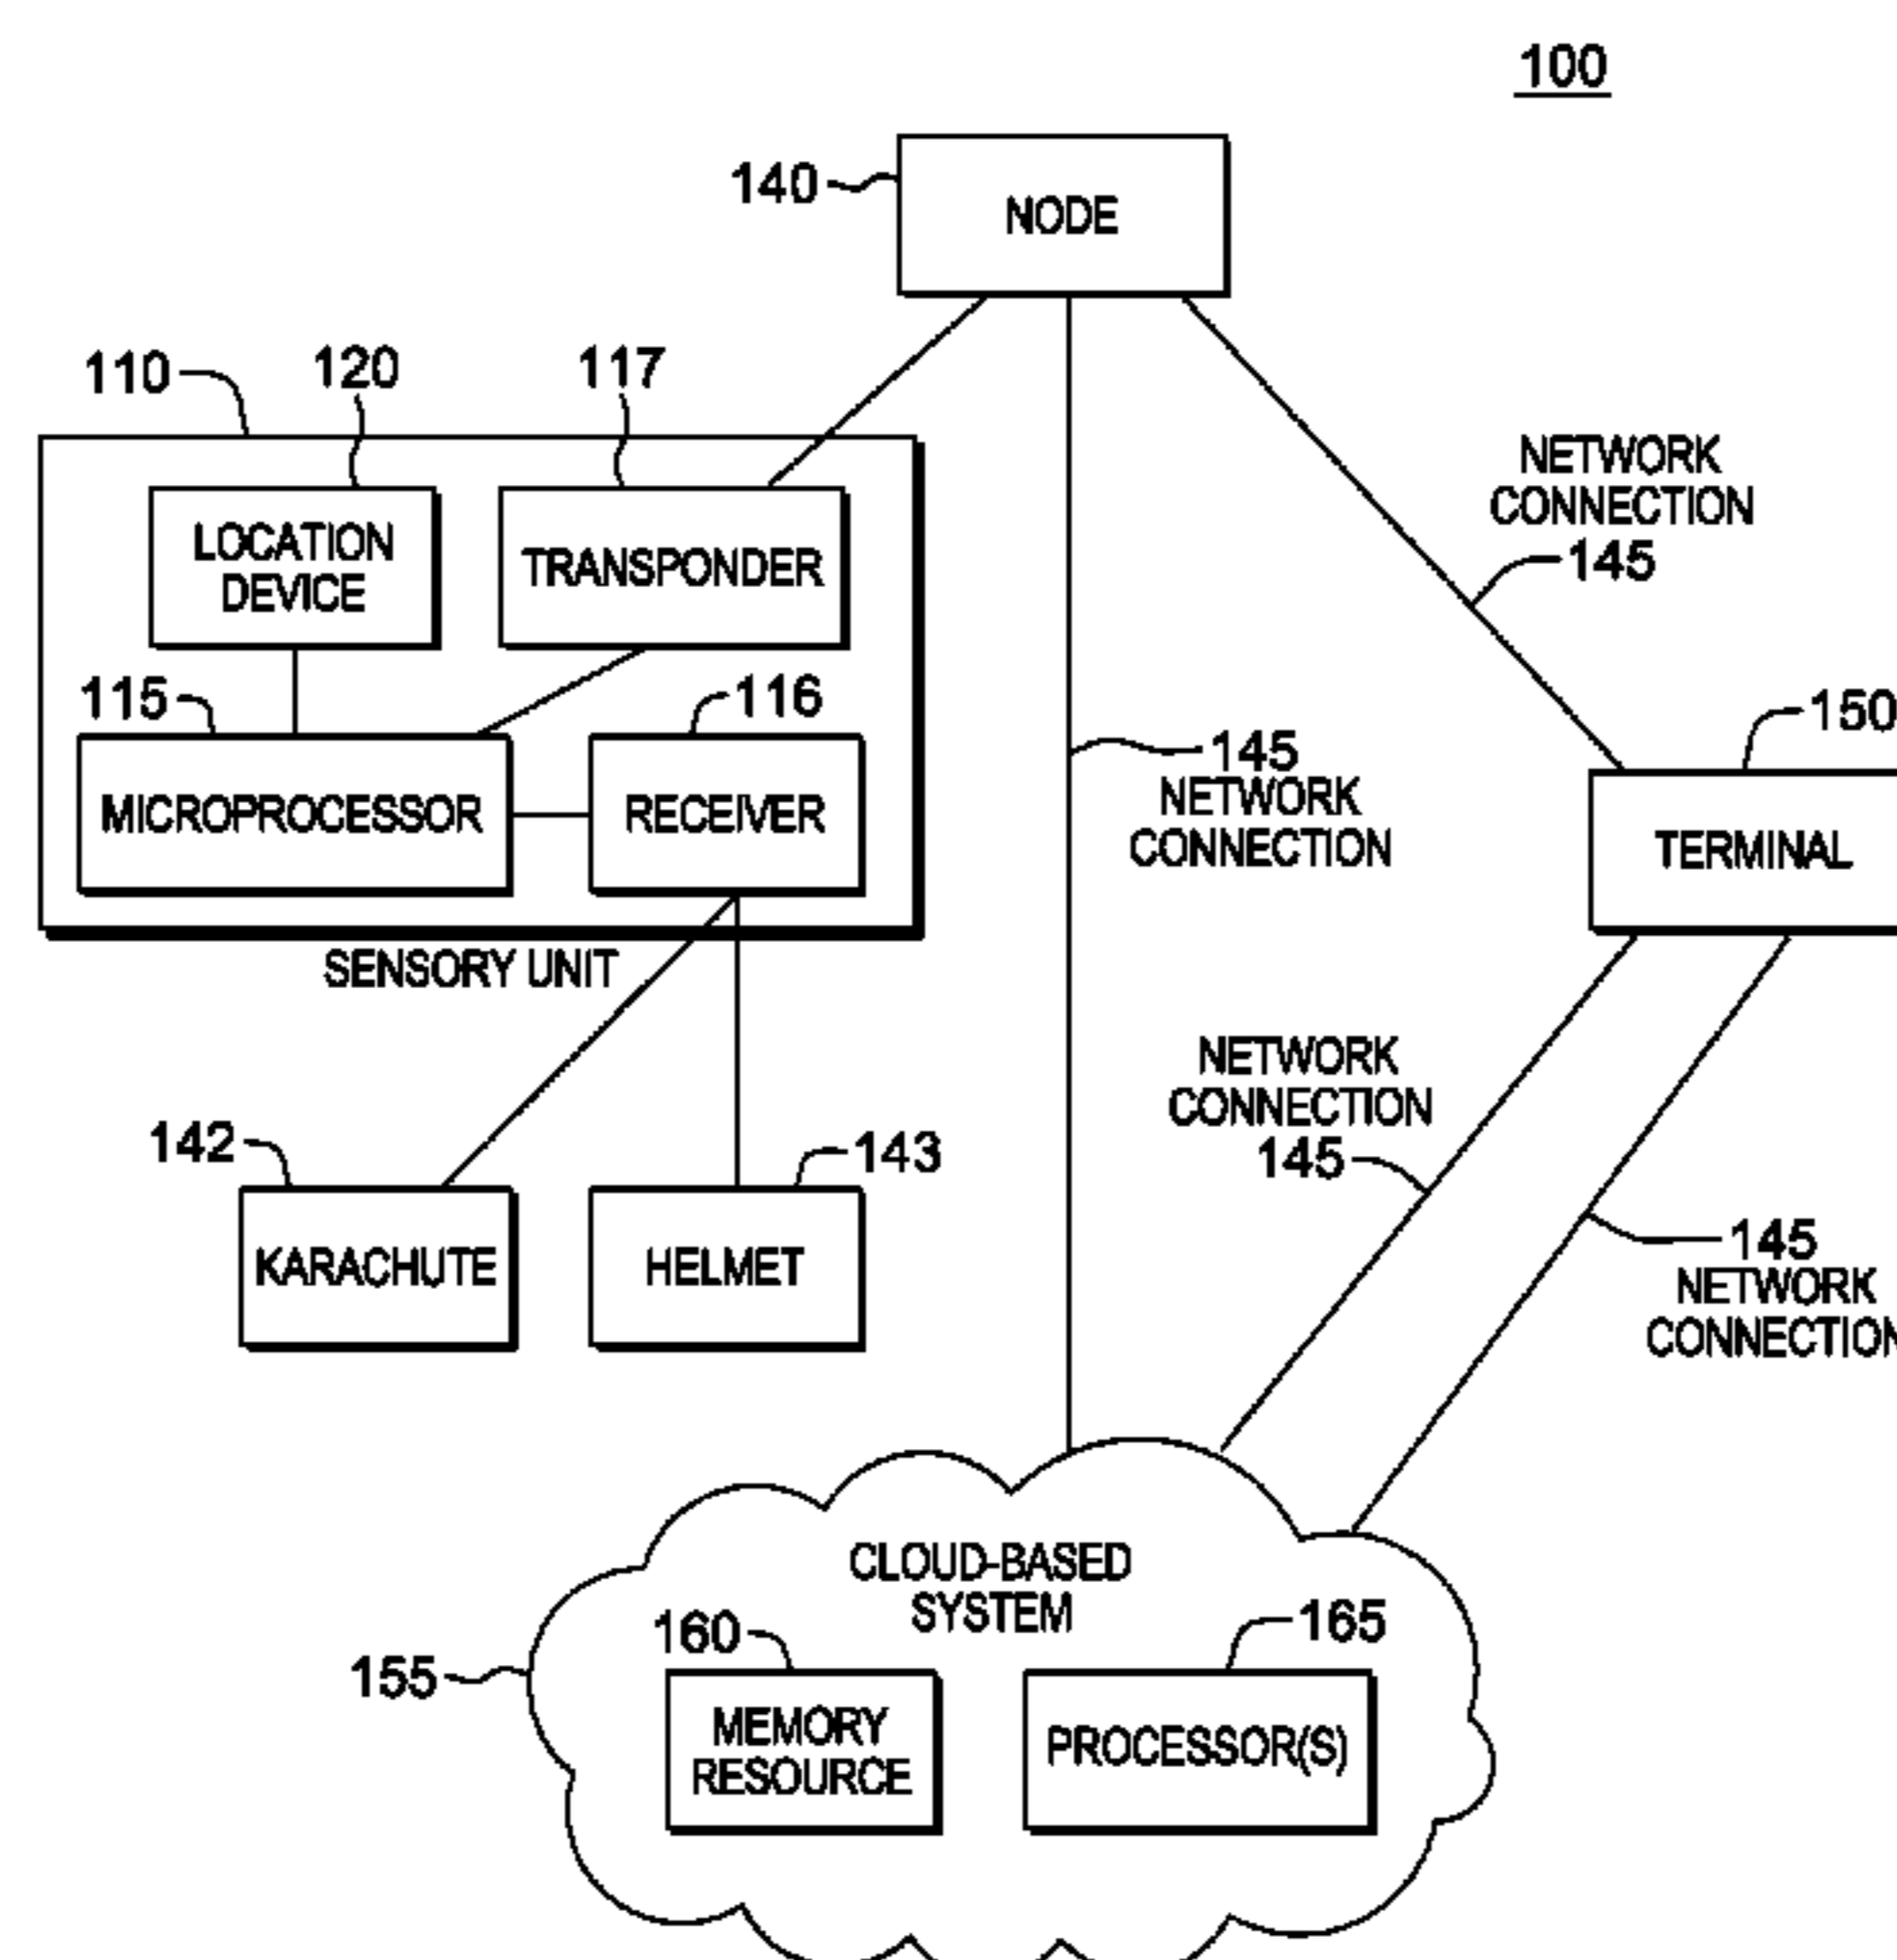 100
140
NODE
110
120
117
LOCATION
DEVICE
TRANSPONDER
NETWORK
CONNECTION
145
115
116
MICROPROCESSOR
RECEIVER
SENSORY UNIT
145
NETWORK
CONNECTION
150
TERMINAL
142
143
KARACHUTE
HELMET
NETWORK
CONNECTION
145
145
NETWORK
CONNECTION
CLOUD-BASED
SYSTEM
155
160
165
MEMORY
RESOURCE
PROCESSOR(S)